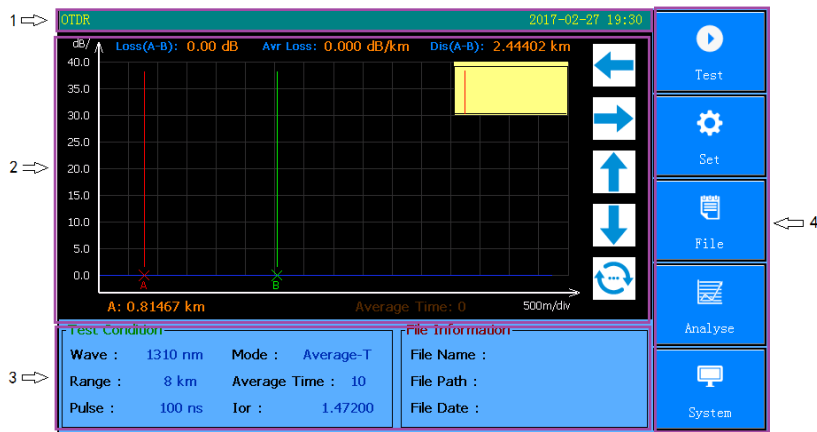 1
OTDR 2017-02-27 19:30
2
dB/ Loss(A-B): 0.00 dB Avr Loss: 0.000 dB/km Dis(A-B): 2.44402 km
40.0
35.0
30.0
25.0
20.0
15.0
10.0
5.0
0.0
A B
A: 0.81467 km Average Time: 0 500m/div
3
Test Condition
Wave : 1310 nm Mode : Average-T
Range : 8 km Average Time : 10
Pulse : 100 ns Ior : 1.47200
File Information
File Name :
File Path :
File Date :
4
Test
Set
File
Analyse
System